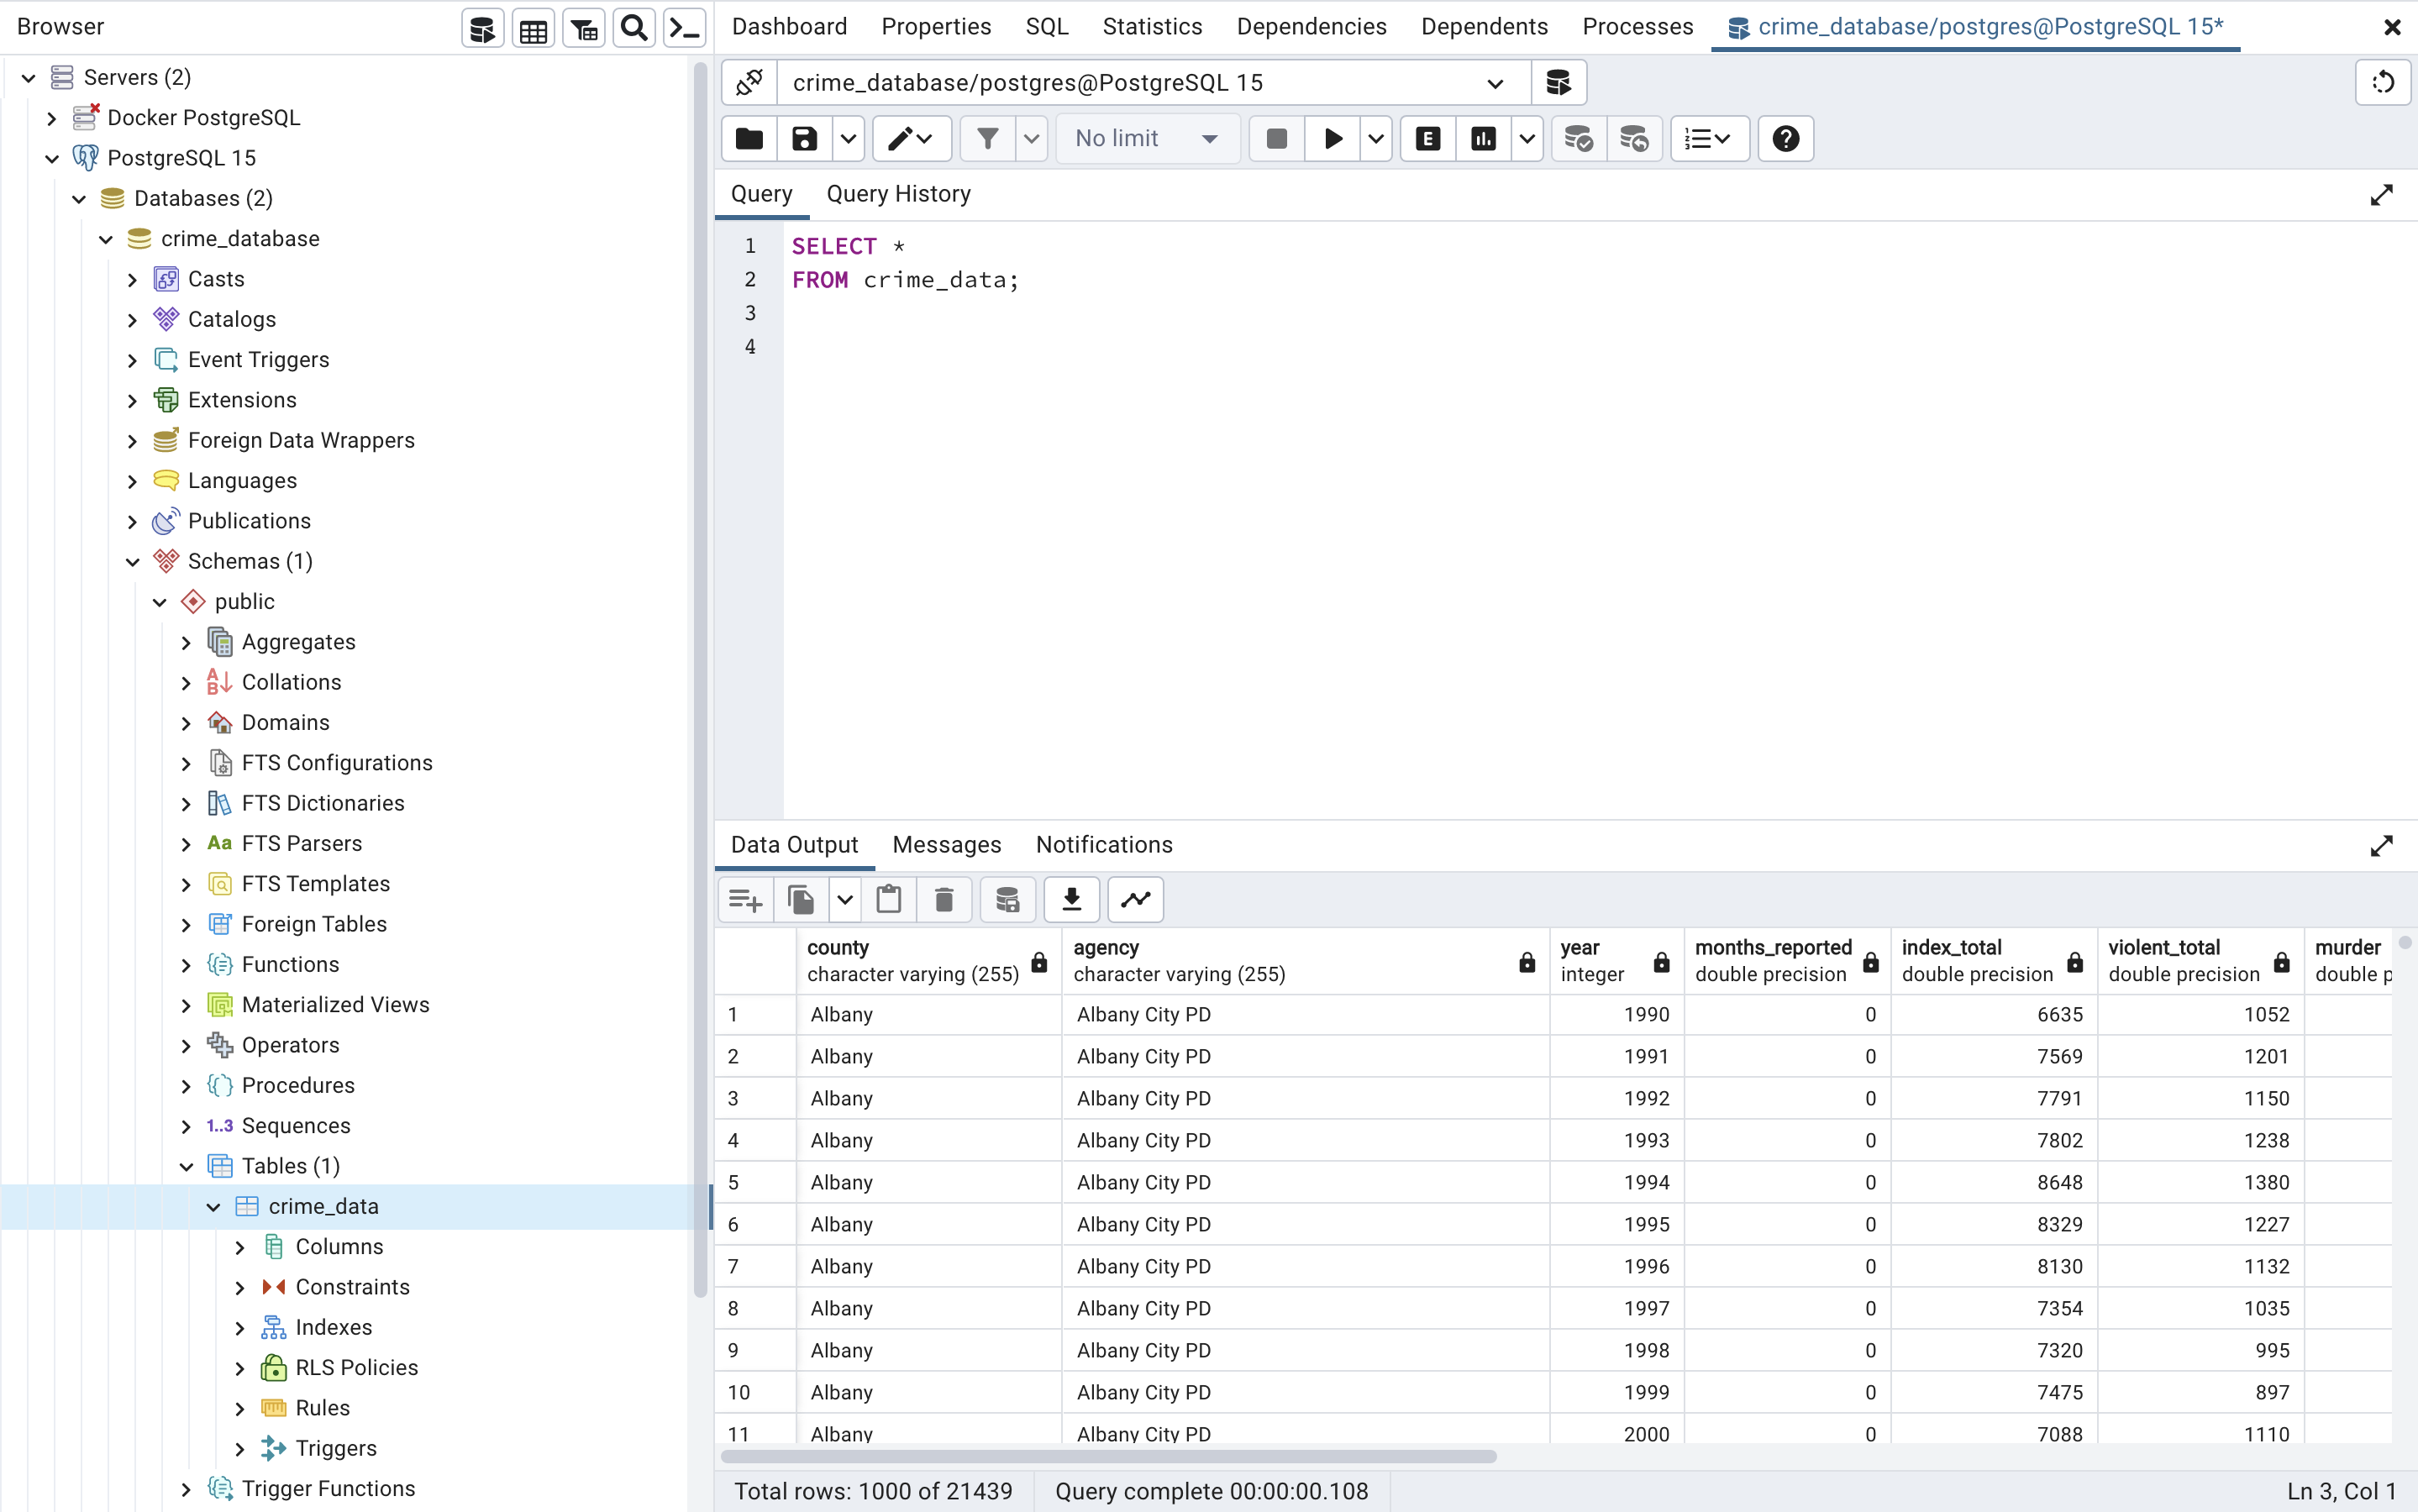 Browser
Servers (2)
Docker PostgreSQL
PostgreSQL 15
Databases (2)
crime_database
Casts
Catalogs
Event Triggers
Extensions
Foreign Data Wrappers
Languages
Publications
Schemas (1)
public
Aggregates
Collations
Domains
FTS Configurations
FTS Dictionaries
Aa FTS Parsers
FTS Templates
Foreign Tables
Functions
Materialized Views
Operators
Procedures
1..3 Sequences
Tables (1)
crime_data
Columns
Constraints
Indexes
RLS Policies
Rules
Triggers
Trigger Functions
Dashboard Properties SQL Statistics Dependencies Dependents Processes crime_database/postgres@PostgreSQL 15*
crime_database/postgres@PostgreSQL 15
No limit E
Query Query History
1 SELECT *
2 FROM crime_data;
3
4
Data Output Messages Notifications
county agency year months_reported index_total violent_total murder
character varying (255) character varying (255) integer double precision double precision double precision double p
1 Albany Albany City PD 1990 0 6635 1052
2 Albany Albany City PD 1991 0 7569 1201
3 Albany Albany City PD 1992 0 7791 1150
4 Albany Albany City PD 1993 0 7802 1238
5 Albany Albany City PD 1994 0 8648 1380
6 Albany Albany City PD 1995 0 8329 1227
7 Albany Albany City PD 1996 0 8130 1132
8 Albany Albany City PD 1997 0 7354 1035
9 Albany Albany City PD 1998 0 7320 995
10 Albany Albany City PD 1999 0 7475 897
11 Albany Albany City PD 2000 0 7088 1110
Total rows: 1000 of 21439 Query complete 00:00:00.108 Ln 3, Col 1